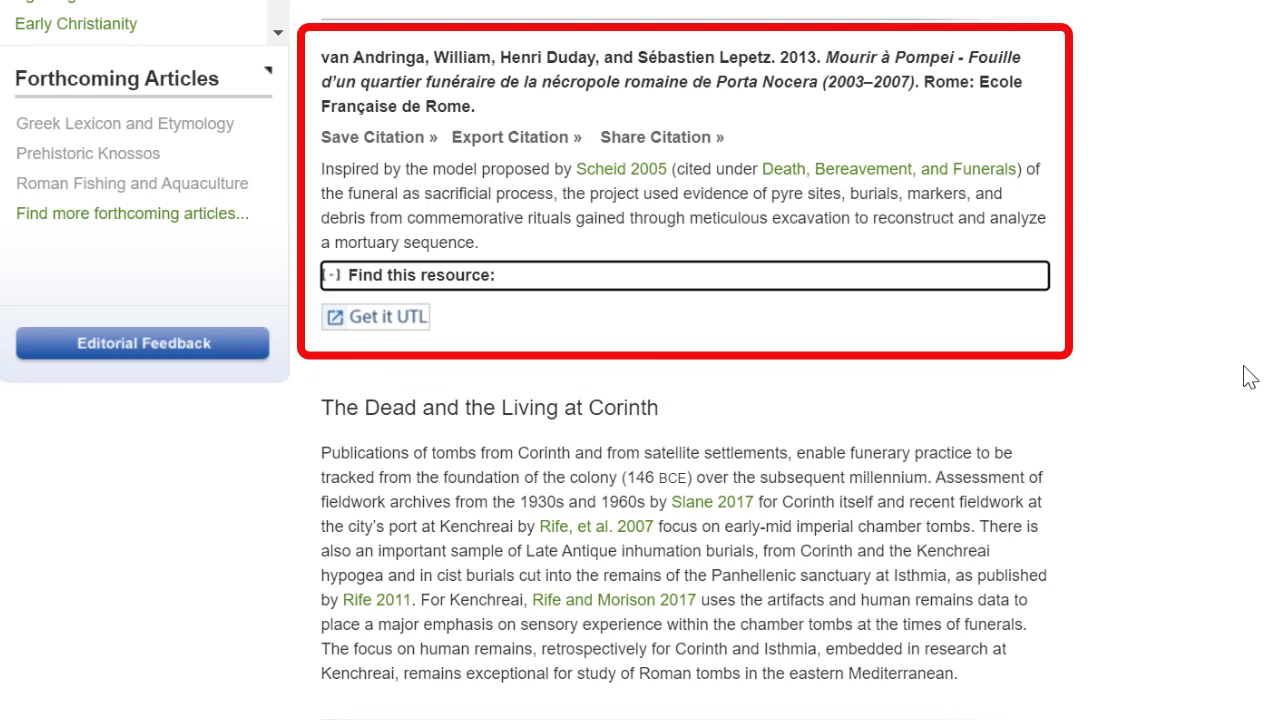 Early Christianity
Forthcoming Articles
Greek Lexicon and Etymology
Prehistoric Knossos
Roman Fishing and Aquaculture
Find more forthcoming articles...
Editorial Feedback
van Andringa, William, Henri Duday, and Sébastien Lepetz. 2013. Mourir à Pompei - Fouille
d’un quartier funéraire de la nécropole romaine de Porta Nocera (2003–2007). Rome: Ecole
Française de Rome.
Save Citation » Export Citation » Share Citation »
Inspired by the model proposed by Scheid 2005 (cited under Death, Bereavement, and Funerals) of
the funeral as sacrificial process, the project used evidence of pyre sites, burials, markers, and
debris from commemorative rituals gained through meticulous excavation to reconstruct and analyze
a mortuary sequence.
[-] Find this resource:
Get it UTL
The Dead and the Living at Corinth
Publications of tombs from Corinth and from satellite settlements, enable funerary practice to be
tracked from the foundation of the colony (146 BCE) over the subsequent millennium. Assessment of
fieldwork archives from the 1930s and 1960s by Slane 2017 for Corinth itself and recent fieldwork at
the city’s port at Kenchreai by Rife, et al. 2007 focus on early-mid imperial chamber tombs. There is
also an important sample of Late Antique inhumation burials, from Corinth and the Kenchreai
hypogea and in cist burials cut into the remains of the Panhellenic sanctuary at Isthmia, as published
by Rife 2011. For Kenchreai, Rife and Morison 2017 uses the artifacts and human remains data to
place a major emphasis on sensory experience within the chamber tombs at the times of funerals.
The focus on human remains, retrospectively for Corinth and Isthmia, embedded in research at
Kenchreai, remains exceptional for study of Roman tombs in the eastern Mediterranean.